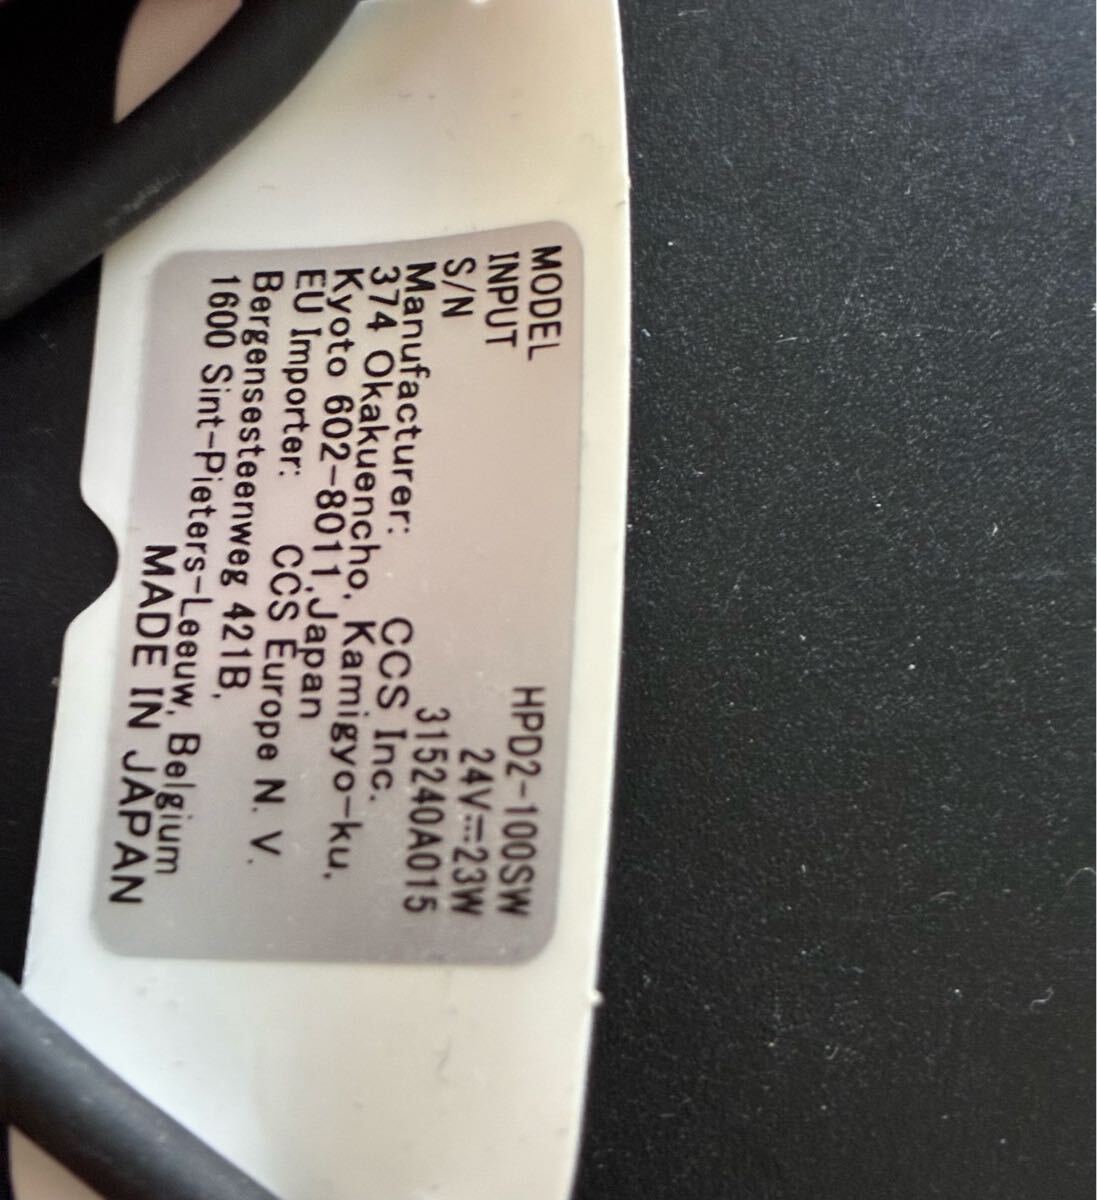 MODEL HPD2-100SW
INPUT 24V⎓23W
S/N 315240A015
Manufacturer: CCS Inc.
374 Okakuencho, Kamigyo-ku,
Kyoto 602-8011,Japan
EU Importer: CCS Europe N.V.
Bergensesteenweg 421B,
1600 Sint-Pieters-Leeuw, Belgium
MADE IN JAPAN